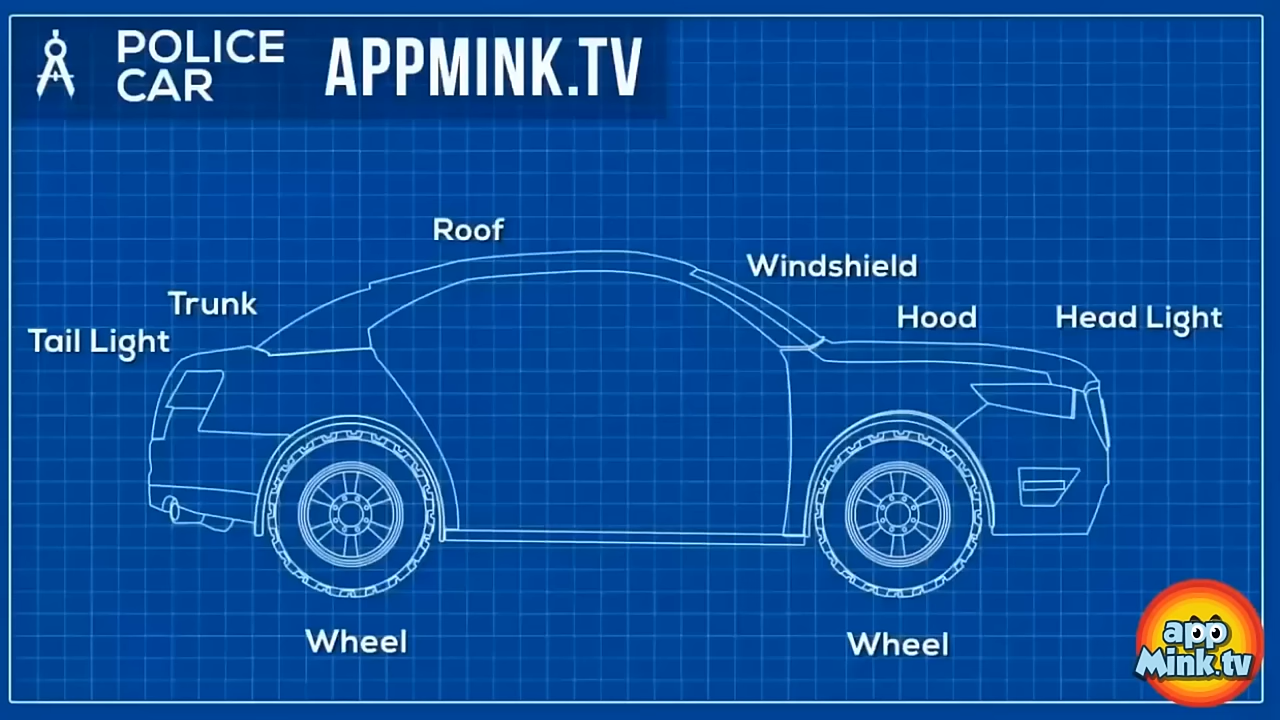 POLICE
CAR
APPMINK.TV
Roof
Windshield
Trunk
Hood
Head Light
Tail Light
Wheel
Wheel
app
Mink.tv